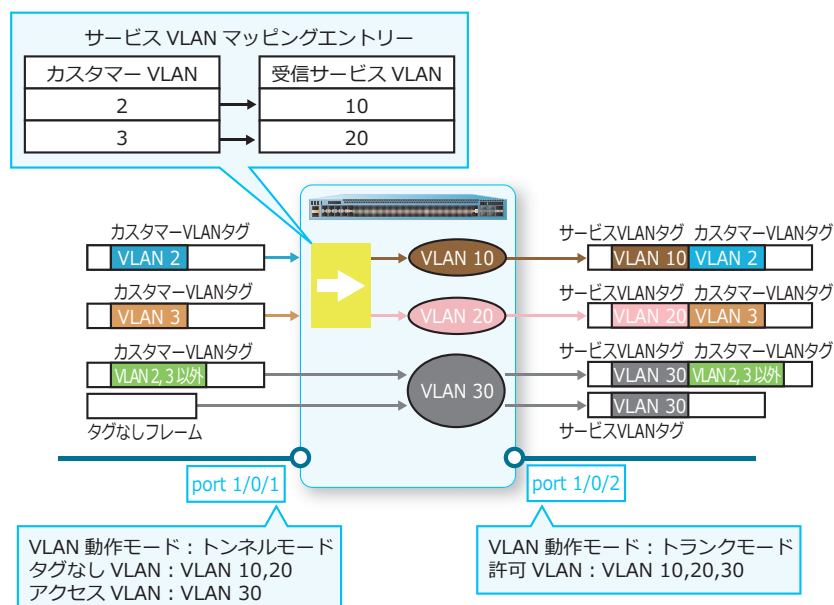 サービス VLAN マッピングエントリー
カスタマー VLAN
受信サービス VLAN
2
10
3
20
カスタマーVLANタグ
VLAN 2
VLAN 10
サービスVLANタグ カスタマーVLANタグ
VLAN 10 VLAN 2
カスタマーVLANタグ
VLAN 3
VLAN 20
サービスVLANタグ カスタマーVLANタグ
VLAN 20 VLAN 3
カスタマーVLANタグ
VLAN 2, 3 以外
VLAN 30
サービスVLANタグ カスタマーVLANタグ
VLAN 30 VLAN 2, 3 以外
タグなしフレーム
VLAN 30
サービスVLANタグ
port 1/0/1
port 1/0/2
VLAN 動作モード：トンネルモード
タグなし VLAN：VLAN 10,20
アクセス VLAN：VLAN 30
VLAN 動作モード：トランクモード
許可 VLAN：VLAN 10,20,30